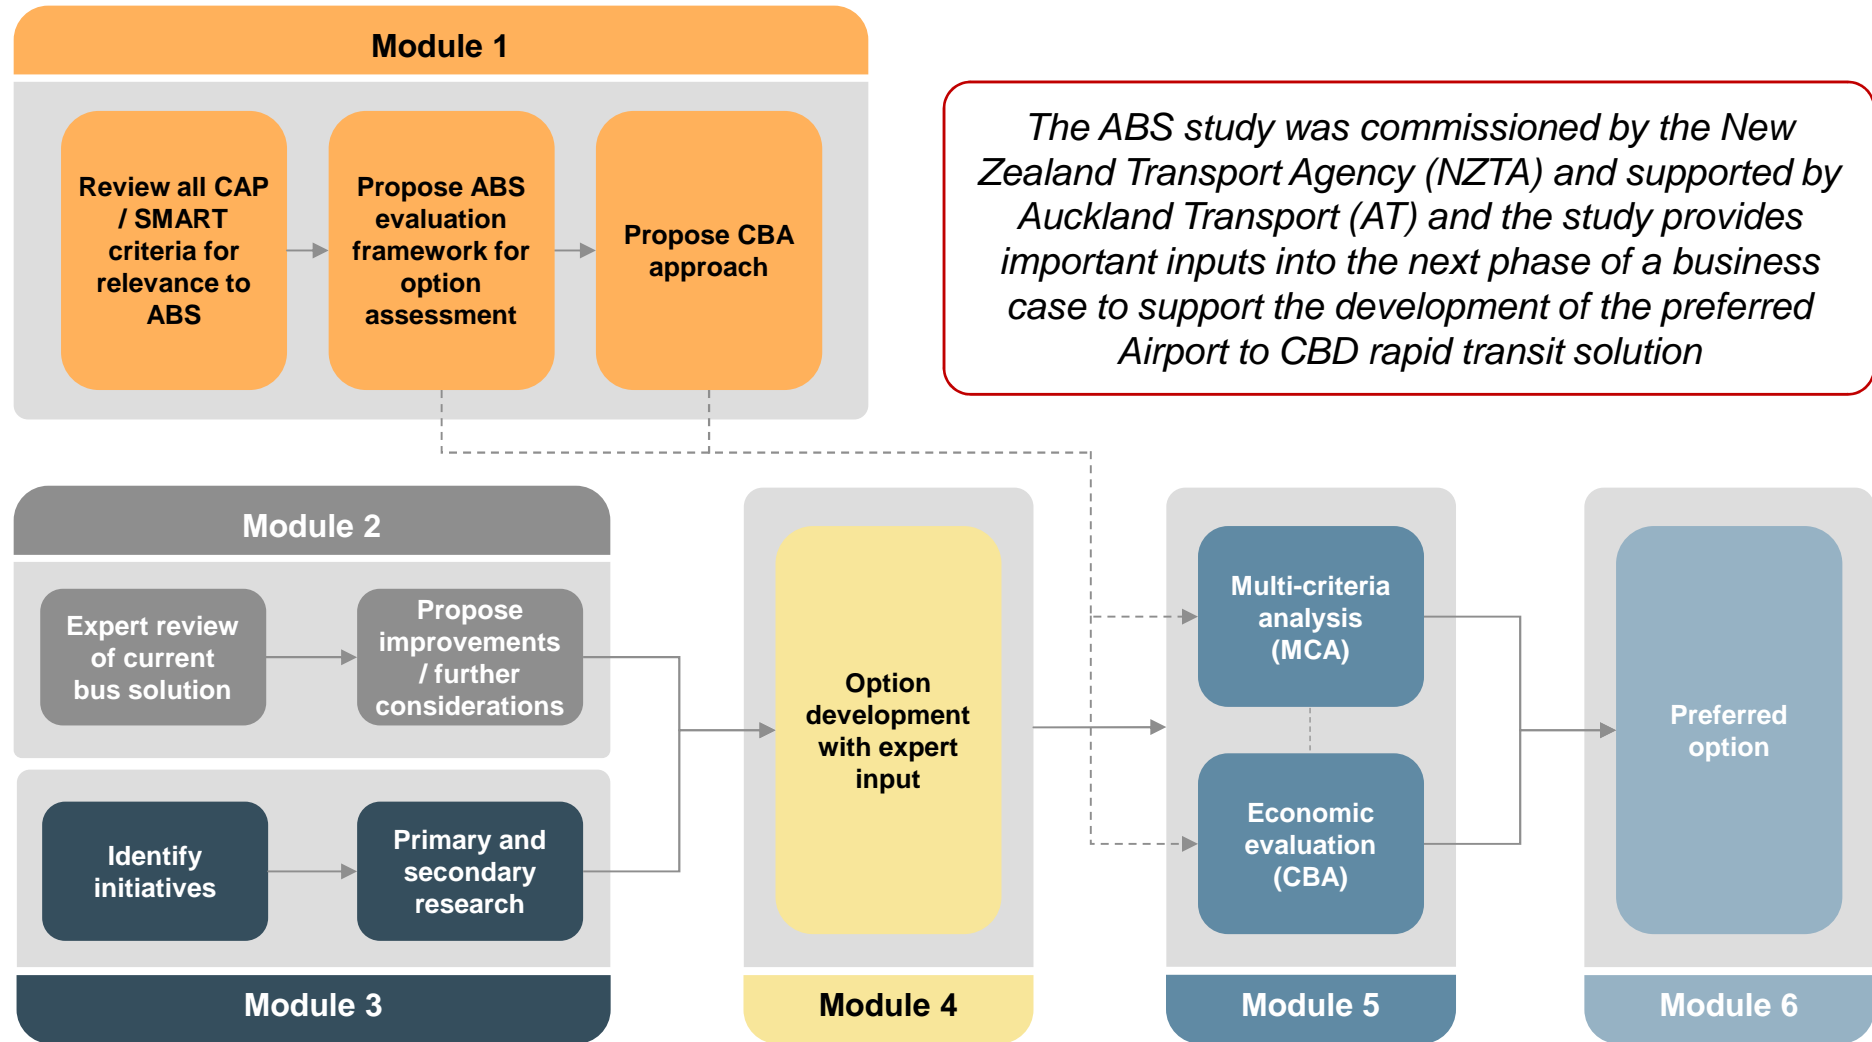 Module 1
Review all CAP
/ SMART
criteria for
relevance to
ABS
Propose ABS
evaluation
framework for
option
assessment
Propose CBA
approach
The ABS study was commissioned by the New
Zealand Transport Agency (NZTA) and supported by
Auckland Transport (AT) and the study provides
important inputs into the next phase of a business
case to support the development of the preferred
Airport to CBD rapid transit solution
Module 2
Expert review
of current
bus solution
Propose
improvements
/ further
considerations
Identify
initiatives
Primary and
secondary
research
Module 3
Option
development
with expert
input
Module 4
Multi-criteria
analysis
(MCA)
Economic
evaluation
(CBA)
Module 5
Preferred
option
Module 6